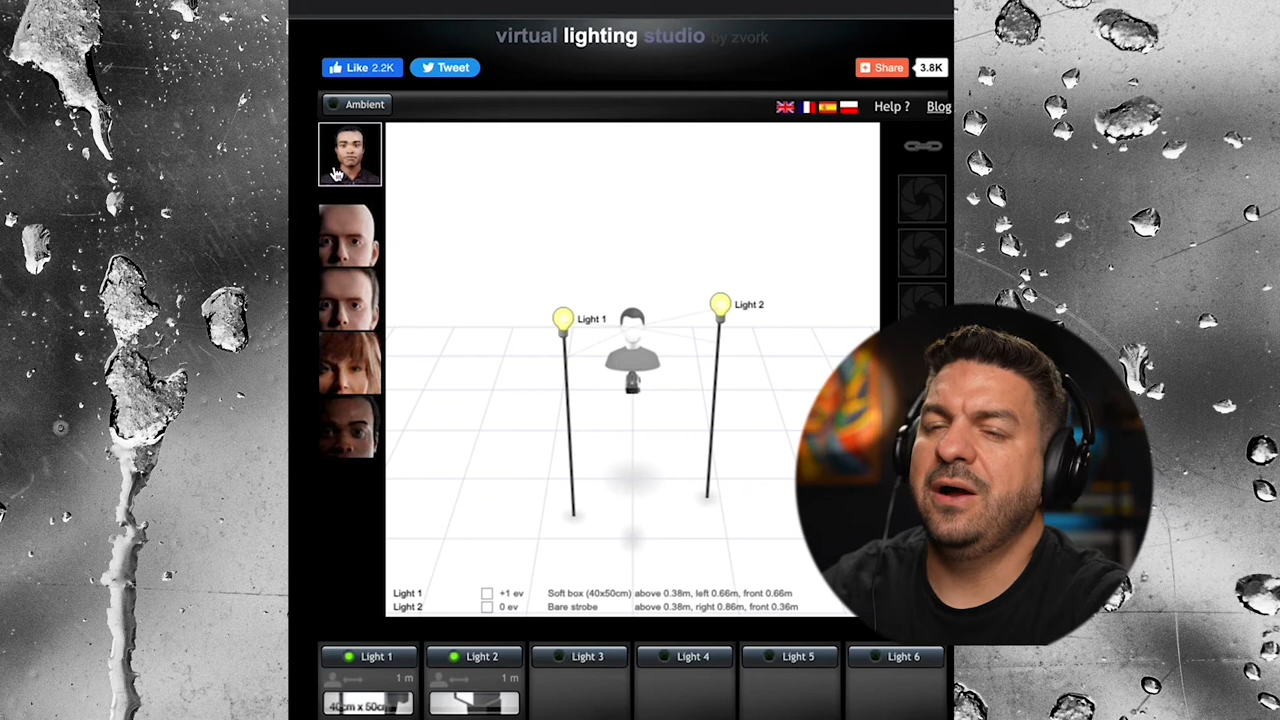 virtual lighting studio by zvork
Like 2.2K Tweet Share 3.8K
Ambient Help ? Blog
Light 2
Light 1
Light 1 +1 ev Soft box (40x50cm) above 0.38m, left 0.66m, front 0.66m
Light 2 0 ev Bare strobe above 0.38m, right 0.86m, front 0.36m
Light 1 Light 2 Light 3 Light 4 Light 5 Light 6
1 m 1 m
40cm x 50cm